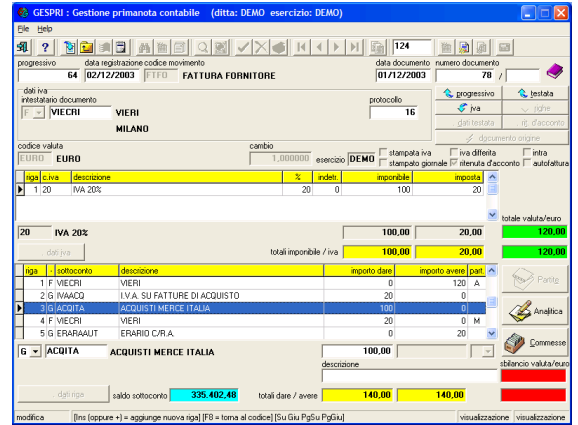 GESPRI : Gestione primanota contabile (ditta: DEMO esercizio: DEMO)
File Help
124
progressivo data registrazione codice movimento data documento numero documento
64 02/12/2003 FTFO FATTURA FORNITORE 01/12/2003 78 /
dati iva
intestatario documento protocollo
F VIECRI VIERI 16
MILANO
progressivo testata
iva righe
dati testata rit. d'acconto
documento origine
codice valuta cambio
EURO EURO 1,000000 esercizio DEMO
stampata iva iva differita intra
stampato giornale ritenuta d'acconto autofattura
riga c.iva descrizione % indetr. imponibile imposta
1 20 IVA 20% 20 0 100 20
totale valuta/euro
20 IVA 20% 100,00 20,00 120,00
dati iva totali imponibile / iva 100,00 20,00 120,00
riga - sottoconto descrizione importo dare importo avere part.
1 F VIECRI VIERI 0 120 A
2 G IVAACQ I.V.A. SU FATTURE DI ACQUISTO 20 0
3 G ACQITA ACQUISTI MERCE ITALIA 100 0
4 F VIECRI VIERI 20 0 M
5 G ERARAAUT ERARIO C/R.A. 0 20
Partite
Analitica
Commesse
G ACQITA ACQUISTI MERCE ITALIA 100,00
descrizione sbilancio valuta/euro
dati riga saldo sottoconto 335.402,48 totali dare / avere 140,00 140,00
modifica [Ins (oppure +) = aggiunge nuova riga] [F8 = torna al codice] [Su Giu PgSu PgGiu] visualizzazione visualizzazione